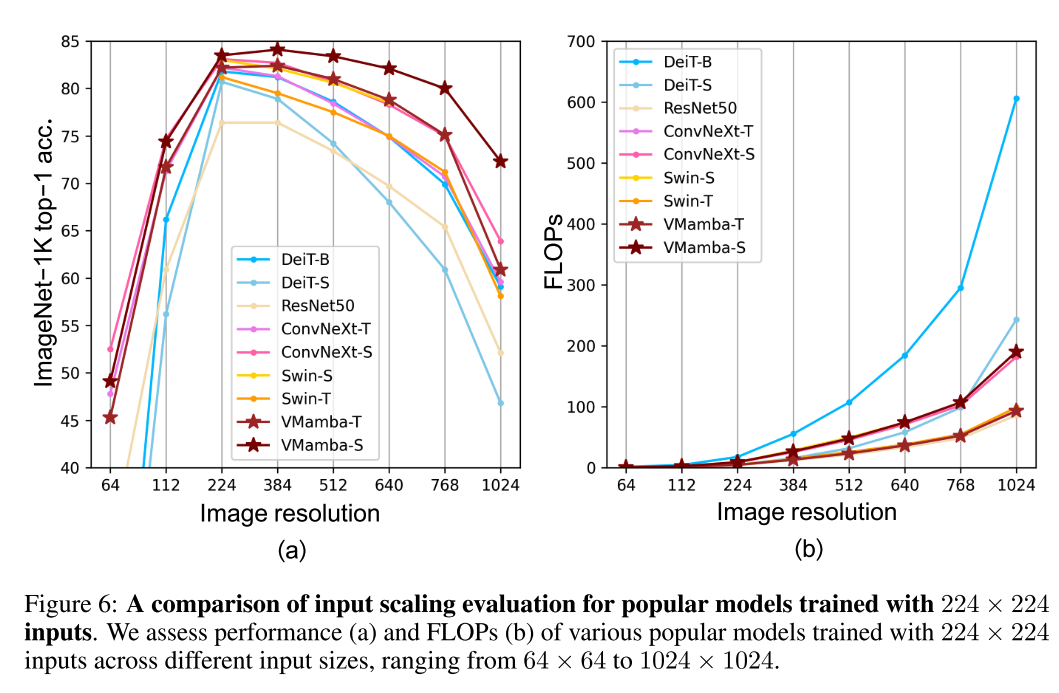 85
80
75
70
65
60
55
50
45
40
ImageNet-1K top-1 acc.
DeiT-B
DeiT-S
ResNet50
ConvNeXt-T
ConvNeXt-S
Swin-S
Swin-T
VMamba-T
VMamba-S
64 112 224 384 512 640 768 1024
Image resolution
(a)
700
600
500
400
300
200
100
0
FLOPs
DeiT-B
DeiT-S
ResNet50
ConvNeXt-T
ConvNeXt-S
Swin-S
Swin-T
VMamba-T
VMamba-S
64 112 224 384 512 640 768 1024
Image resolution
(b)
Figure 6: A comparison of input scaling evaluation for popular models trained with 224 × 224
inputs. We assess performance (a) and FLOPs (b) of various popular models trained with 224 × 224
inputs across different input sizes, ranging from 64 × 64 to 1024 × 1024.